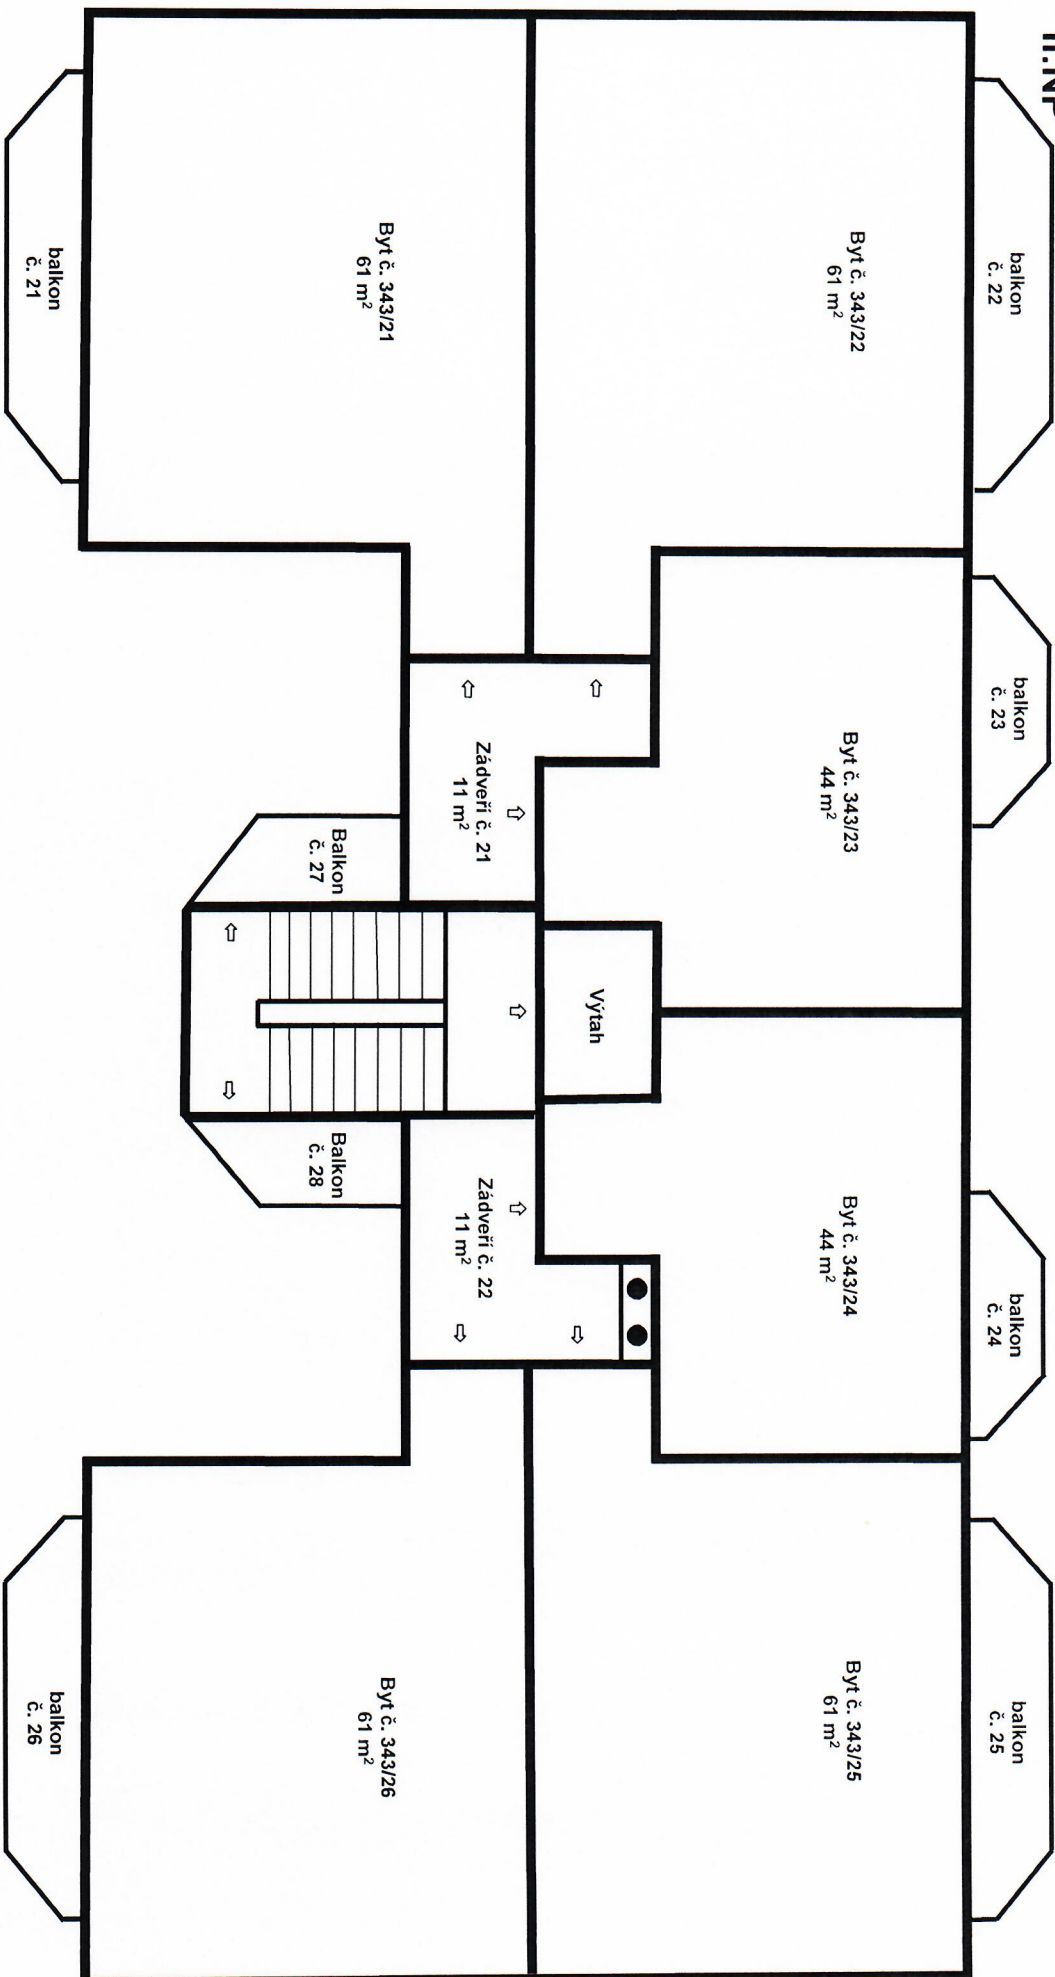 II.NP
balkon
č. 22
balkon
č. 23
balkon
č. 24
balkon
č. 25
Byt č. 343/22
61 m²
Byt č. 343/23
44 m²
Byt č. 343/24
44 m²
Byt č. 343/25
61 m²
Výtah
Zádveří č. 21
11 m²
Zádveří č. 22
11 m²
Byt č. 343/21
61 m²
Balkon
č. 27
Balkon
č. 28
Byt č. 343/26
61 m²
balkon
č. 21
balkon
č. 26